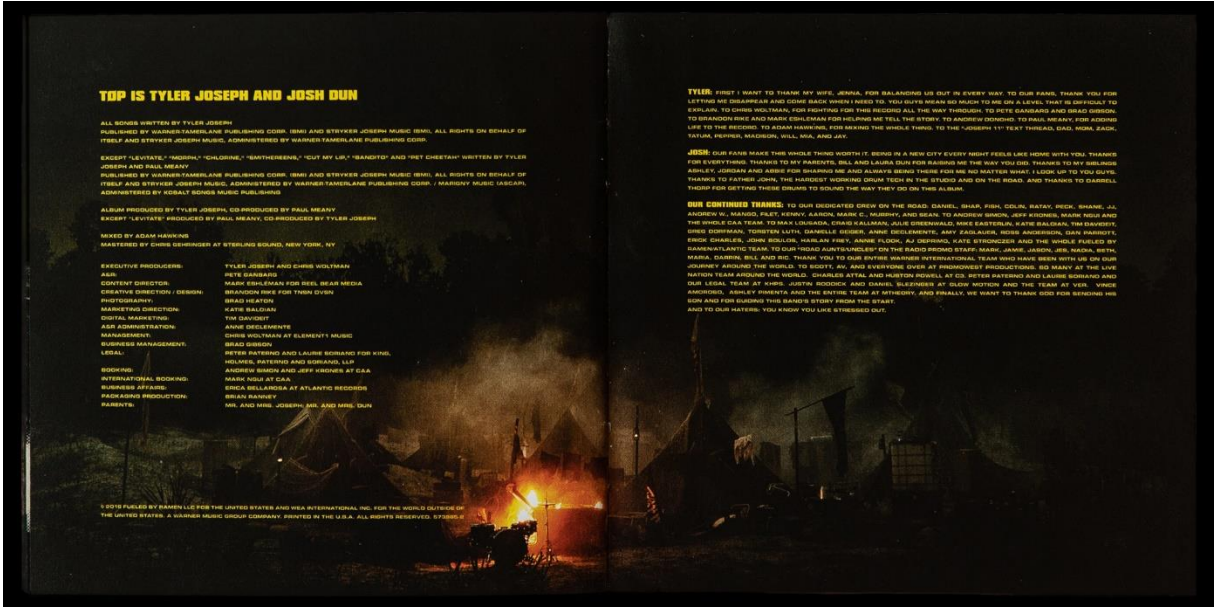 TØP IS TYLER JOSEPH AND JOSH DUN
ALL SONGS WRITTEN BY TYLER JOSEPH
PUBLISHED BY WARNER-TAMERLANE PUBLISHING CORP. (BMI) AND STRYKER JOSEPH MUSIC (BMI), ALL RIGHTS ON BEHALF OF
ITSELF AND STRYKER JOSEPH MUSIC, ADMINISTERED BY WARNER-TAMERLANE PUBLISHING CORP.
EXCEPT "LEVITATE," "MORPH," "CHLORINE," "SMITHEREENS," "CUT MY LIP," "BANDITO" AND "PET CHEETAH" WRITTEN BY TYLER
JOSEPH AND PAUL MEANY
PUBLISHED BY WARNER-TAMERLANE PUBLISHING CORP. (BMI) AND STRYKER JOSEPH MUSIC (BMI), ALL RIGHTS ON BEHALF OF
ITSELF AND STRYKER JOSEPH MUSIC, ADMINISTERED BY WARNER-TAMERLANE PUBLISHING CORP. / MARIGNY MUSIC (ASCAP),
ADMINISTERED BY KOBALT SONGS MUSIC PUBLISHING
ALBUM PRODUCED BY TYLER JOSEPH, CO-PRODUCED BY PAUL MEANY
EXCEPT "LEVITATE" PRODUCED BY PAUL MEANY, CO-PRODUCED BY TYLER JOSEPH
MIXED BY ADAM HAWKINS
MASTERED BY CHRIS GEHRINGER AT STERLING SOUND, NEW YORK, NY
EXECUTIVE PRODUCERS: TYLER JOSEPH AND CHRIS WOLTMAN
A&R: PETE GANBARG
CONTENT DIRECTOR: MARK ESHLEMAN FOR REEL BEAR MEDIA
CREATIVE DIRECTION / DESIGN: BRANDON RIKE FOR TNSN DVSN
PHOTOGRAPHY: BRAD HEATON
MARKETING DIRECTION: KATIE BALOIAN
DIGITAL MARKETING: TIM DAVIDEIT
A&R ADMINISTRATION: ANNE DECLEMENTE
MANAGEMENT: CHRIS WOLTMAN AT ELEMENT1 MUSIC
BUSINESS MANAGEMENT: BRAD GIBSON
LEGAL: PETER PATERNO AND LAURIE SORIANO FOR KING,
HOLMES, PATERNO AND SORIANO, LLP
BOOKING: ANDREW SIMON AND JEFF KRONES AT CAA
INTERNATIONAL BOOKING: MARK NGUI AT CAA
BUSINESS AFFAIRS: ERICA BELLAROSA AT ATLANTIC RECORDS
PACKAGING PRODUCTION: BRIAN RANNEY
PARENTS: MR. AND MRS. JOSEPH; MR. AND MRS. DUN
© 2018 FUELED BY RAMEN LLC FOR THE UNITED STATES AND WEA INTERNATIONAL INC. FOR THE WORLD OUTSIDE OF
THE UNITED STATES. A WARNER MUSIC GROUP COMPANY. PRINTED IN THE U.S.A. ALL RIGHTS RESERVED.
TYLER: FIRST I WANT TO THANK MY WIFE, JENNA, FOR BALANCING US OUT IN EVERY WAY. TO OUR FANS, THANK YOU FOR
LETTING ME DISAPPEAR AND COME BACK WHEN I NEED TO. YOU GUYS MEAN SO MUCH TO ME ON A LEVEL THAT IS DIFFICULT TO
EXPLAIN. TO CHRIS WOLTMAN, FOR FIGHTING FOR THIS RECORD ALL THE WAY THROUGH. TO PETE GANBARG AND BRAD GIBSON.
TO BRANDON RIKE AND MARK ESHLEMAN FOR HELPING ME TELL THE STORY. TO ANDREW DONOHO. TO PAUL MEANY, FOR ADDING
LIFE TO THE RECORD. TO ADAM HAWKINS, FOR MIXING THE WHOLE THING. TO THE "JOSEPH 11" TEXT THREAD, DAD, MOM, ZACK,
TATUM, PEPPER, MADISON, WILL, MIA, AND JAY.
JOSH: OUR FANS MAKE THIS WHOLE THING WORTH IT. BEING IN A NEW CITY EVERY NIGHT FEELS LIKE HOME WITH YOU. THANKS
FOR EVERYTHING. THANKS TO MY PARENTS, BILL AND LAURA DUN FOR RAISING ME THE WAY YOU DID. THANKS TO MY SIBLINGS
ASHLEY, JORDAN AND ABBIE FOR SHARING ME AND ALWAYS BEING THERE FOR ME NO MATTER WHAT. I LOOK UP TO YOU GUYS.
THANKS TO FATHER JOHN, THE HARDEST WORKING DRUM TECH IN THE STUDIO AND ON THE ROAD. AND THANKS TO DARRELL
THORP FOR GETTING THESE DRUMS TO SOUND THE WAY THEY DO ON THIS ALBUM.
OUR CONTINUED THANKS: TO OUR DEDICATED CREW ON THE ROAD: DANIEL, SHAP, FISH, COLIN, RATAY, PECK, SHANE, JJ,
ANDREW W., MANGO, FILET, KENNY, AARON, MARK C., MURPHY, AND SEAN. TO ANDREW SIMON, JEFF KRONES, MARK NGUI AND
THE WHOLE CAA TEAM. TO MAX LOUSADA, CRAIG KALLMAN, JULIE GREENWALD, MIKE EASTERLIN, KATIE BALOIAN, TIM DAVIDEIT,
GREG DORFMAN, TORSTEN LUTH, DANIELLE GEIGER, ANNE DECLEMENTE, AMY ZAGLAUER, ROSS ANDERSON, DAN PARROTT,
ERICK CHARLES, JOHN BOULOS, HARLAN FREY, ANNIE FLOOK, AJ DEPRIMO, KATE STRONCZER AND THE WHOLE FUELED BY
RAMEN/ATLANTIC TEAM. TO OUR "ROAD AUNTS/UNCLES" ON THE RADIO PROMO STAFF: MARK, JAMIE, JASON, JEB, NADIA, BETH,
MARIA, DARRIN, BILL AND RIC. THANK YOU TO OUR ENTIRE WARNER INTERNATIONAL TEAM WHO HAVE BEEN WITH US ON OUR
JOURNEY AROUND THE WORLD. TO SCOTT, AV, AND EVERYONE OVER AT PROMOWEST PRODUCTIONS. SO MANY AT THE LIVE
NATION TEAM AROUND THE WORLD. CHARLES ATTAL AND HUSTON POWELL AT C3. PETER PATERNO AND LAURIE SORIANO AND
OUR LEGAL TEAM AT KHPS. JUSTIN RODDICK AND DANIEL SLEZINGER AT GLOW MOTION AND THE TEAM AT VER. VINCE
AMOROSO, ASHLEY PIMENTA AND THE ENTIRE TEAM AT MTHEORY. AND FINALLY, WE WANT TO THANK GOD FOR SENDING HIS
SON AND FOR GUIDING THIS BAND'S STORY FROM THE START.
AND TO OUR HATERS: YOU KNOW YOU LIKE STRESSED OUT.